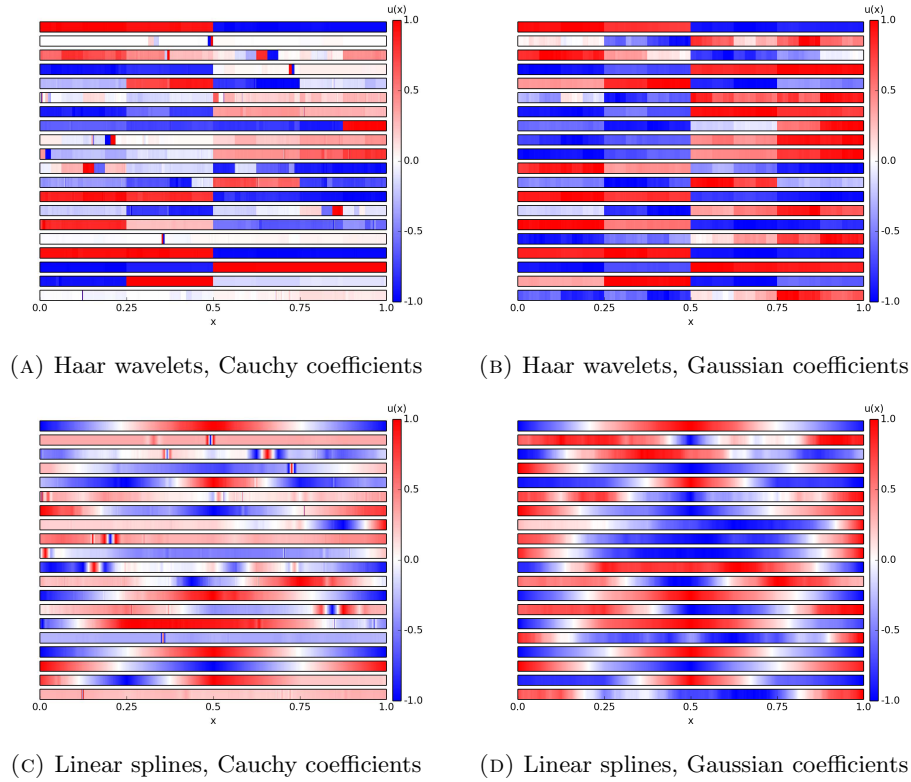 u(x)
1.0
0.5
0.0
-0.5
-1.0
0.0 0.25 0.5 0.75 1.0
x
u(x)
1.0
0.5
0.0
-0.5
-1.0
0.0 0.25 0.5 0.75 1.0
x
(A) Haar wavelets, Cauchy coefficients
(B) Haar wavelets, Gaussian coefficients
u(x)
1.0
0.5
0.0
-0.5
-1.0
0.0 0.25 0.5 0.75 1.0
x
u(x)
1.0
0.5
0.0
-0.5
-1.0
0.0 0.25 0.5 0.75 1.0
x
(C) Linear splines, Cauchy coefficients
(D) Linear splines, Gaussian coefficients